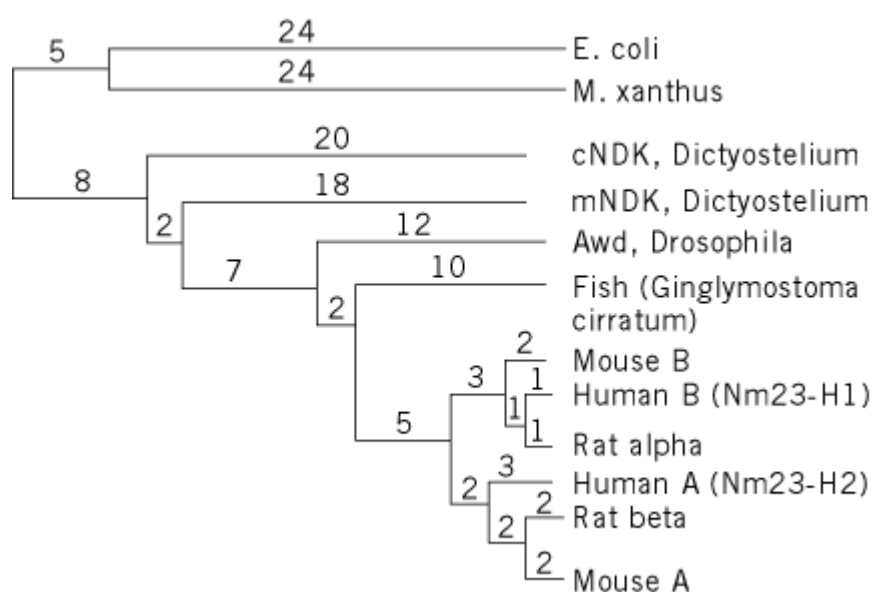 24
5
E. coli
24
M. xanthus
20
cNDK, Dictyostelium
8
18
mNDK, Dictyostelium
2
12
Awd, Drosophila
7
10
Fish (Ginglymostoma
cirratum)
2
2
Mouse B
3
1
Human B (Nm23-H1)
1
5
1
Rat alpha
3
Human A (Nm23-H2)
2
2
Rat beta
2
2
Mouse A